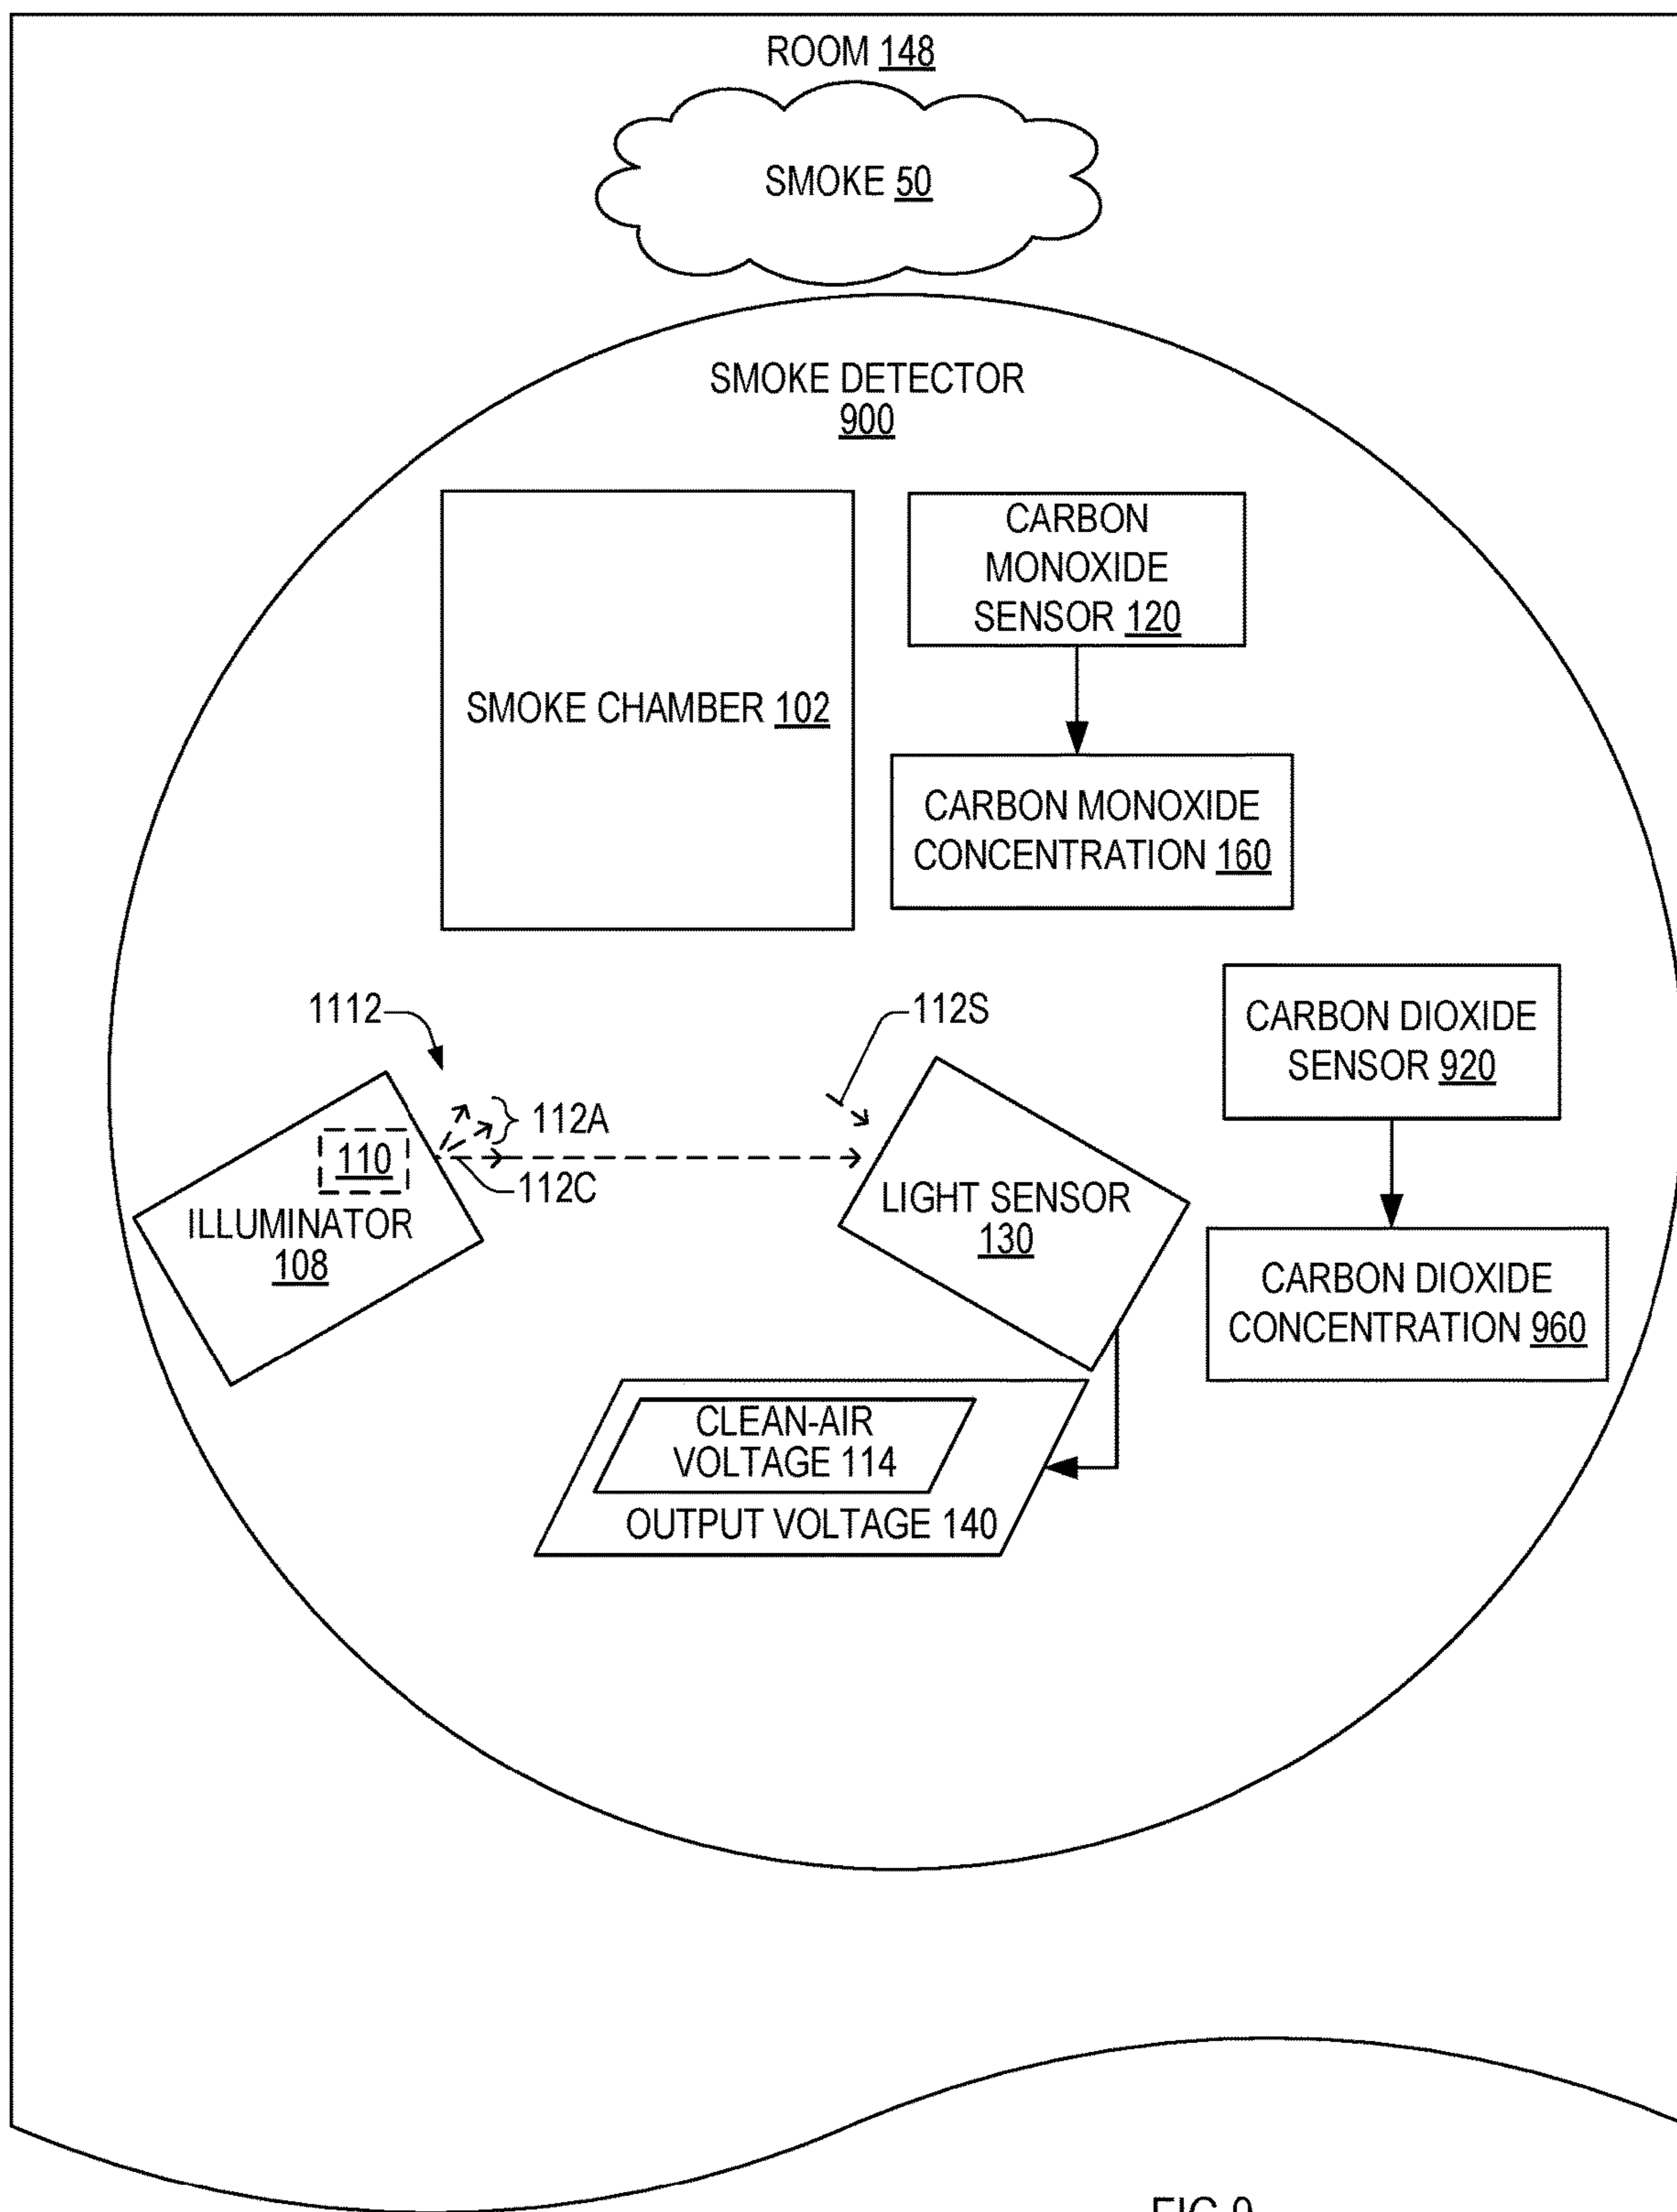 ROOM 148
SMOKE 50
SMOKE DETECTOR
900
CARBON
MONOXIDE
SENSOR 120
SMOKE CHAMBER 102
CARBON MONOXIDE
CONCENTRATION 160
1112
112S
CARBON DIOXIDE
SENSOR 920
112A
110
112C
ILLUMINATOR
108
LIGHT SENSOR
130
CARBON DIOXIDE
CONCENTRATION 960
CLEAN-AIR
VOLTAGE 114
OUTPUT VOLTAGE 140